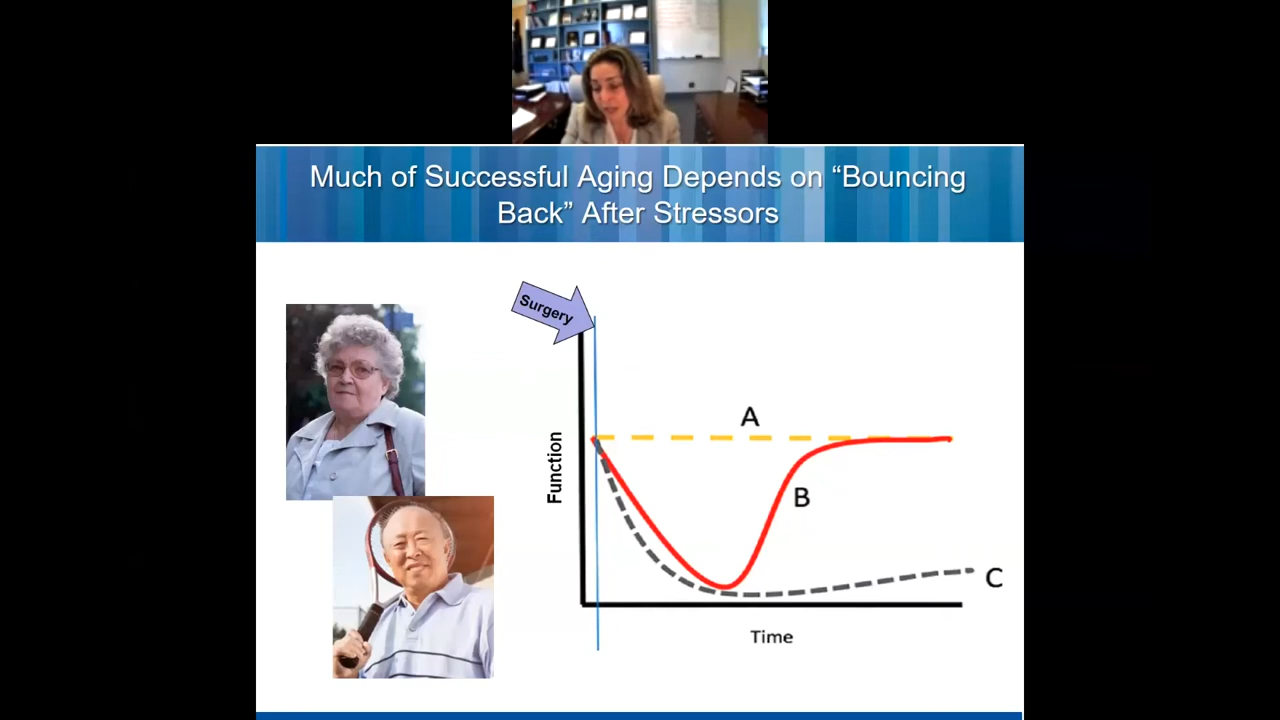 Much of Successful Aging Depends on “Bouncing
Back” After Stressors
Surgery
A
Function
B
C
Time